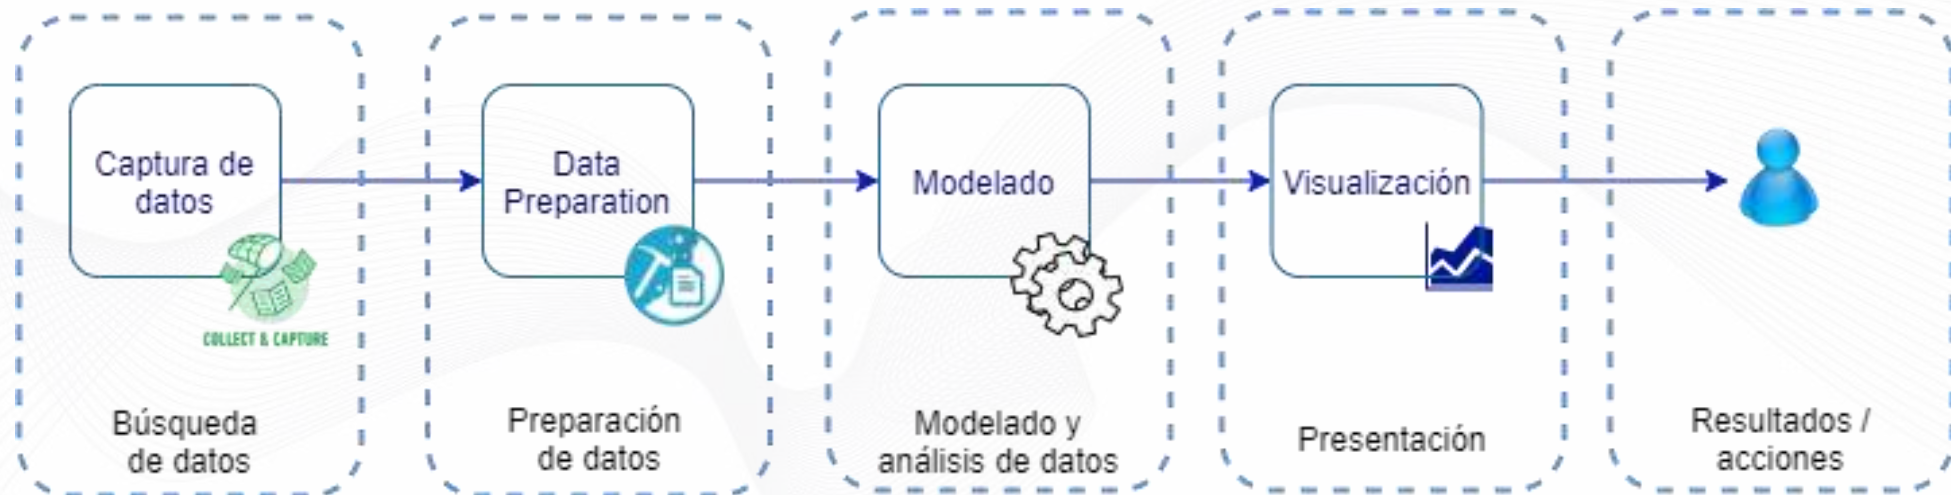 Captura de
datos
COLLECT & CAPTURE
Búsqueda
de datos
Data
Preparation
Preparación
de datos
Modelado
Modelado y
análisis de datos
Visualización
Presentación
Resultados /
acciones